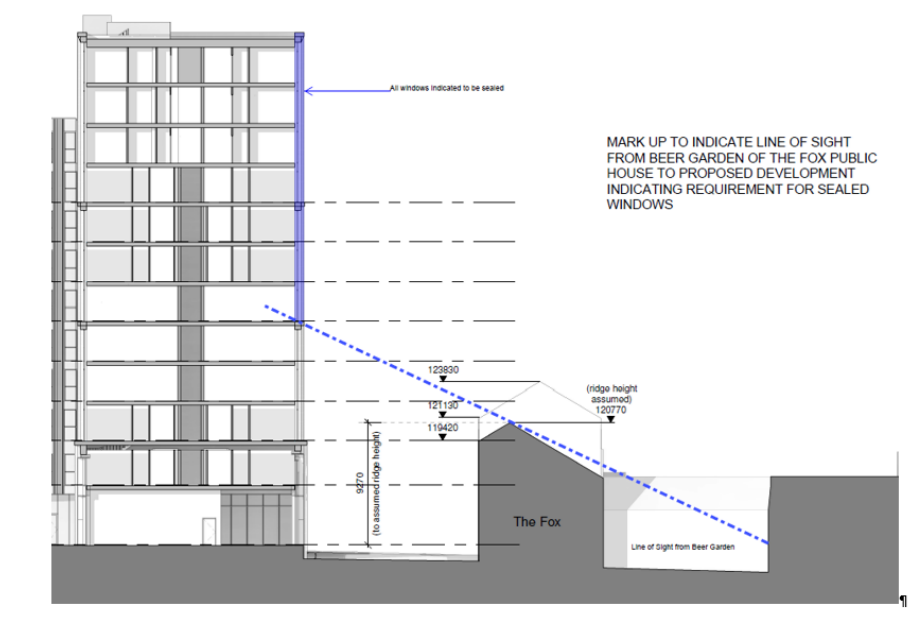 All windows indicated to be sealed
MARK UP TO INDICATE LINE OF SIGHT
FROM BEER GARDEN OF THE FOX PUBLIC
HOUSE TO PROPOSED DEVELOPMENT
INDICATING REQUIREMENT FOR SEALED
WINDOWS
123830
(ridge height
assumed)
120770
121130
119420
9270
(to assumed ridge height)
The Fox
Line of Sight from Beer Garden
¶